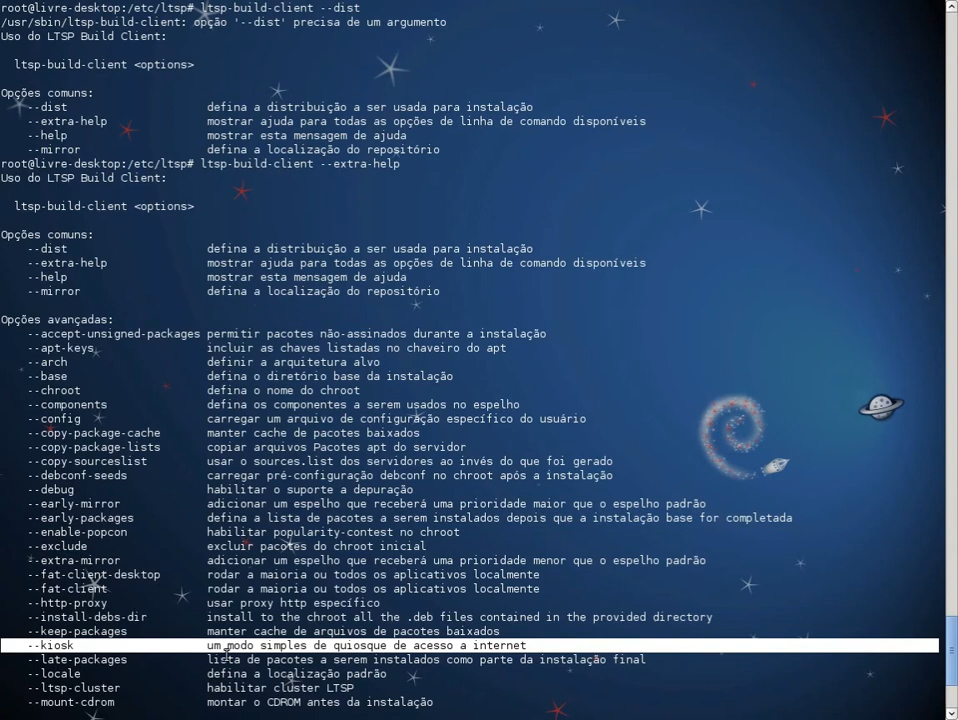 root@livre-desktop:/etc/ltsp# ltsp-build-client --dist
/usr/sbin/ltsp-build-client: opção '--dist' precisa de um argumento
Uso do LTSP Build Client:
ltsp-build-client <options>
Opções comuns:
--dist defina a distribuição a ser usada para instalação
--extra-help mostrar ajuda para todas as opções de linha de comando disponíveis
--help mostrar esta mensagem de ajuda
--mirror defina a localização do repositório
root@livre-desktop:/etc/ltsp# ltsp-build-client --extra-help
Uso do LTSP Build Client:
ltsp-build-client <options>
Opções comuns:
--dist defina a distribuição a ser usada para instalação
--extra-help mostrar ajuda para todas as opções de linha de comando disponíveis
--help mostrar esta mensagem de ajuda
--mirror defina a localização do repositório
Opções avançadas:
--accept-unsigned-packages permitir pacotes não-assinados durante a instalação
--apt-keys incluir as chaves listadas no chaveiro do apt
--arch definir a arquitetura alvo
--base defina o diretório base da instalação
--chroot defina o nome do chroot
--components defina os componentes a serem usados no espelho
--config carregar um arquivo de configuração específico do usuário
--copy-package-cache manter cache de pacotes baixados
--copy-package-lists copiar arquivos Pacotes apt do servidor
--copy-sourceslist usar o sources.list dos servidores ao invés do que foi gerado
--debconf-seeds carregar pré-configuração debconf no chroot após a instalação
--debug habilitar o suporte a depuração
--early-mirror adicionar um espelho que receberá uma prioridade maior que o espelho padrão
--early-packages defina a lista de pacotes a serem instalados depois que a instalação base for completada
--enable-popcon habilitar popularity-contest no chroot
--exclude excluir pacotes do chroot inicial
--extra-mirror adicionar um espelho que receberá uma prioridade menor que o espelho padrão
--fat-client-desktop rodar a maioria ou todos os aplicativos localmente
--fat-client rodar a maioria ou todos os aplicativos localmente
--http-proxy usar proxy http específico
--install-debs-dir install to the chroot all the .deb files contained in the provided directory
--keep-packages manter cache de arquivos de pacotes baixados
--kiosk um modo simples de quiosque de acesso a internet
--late-packages lista de pacotes a serem instalados como parte da instalação final
--locale defina a localização padrão
--ltsp-cluster habilitar cluster LTSP
--mount-cdrom montar o CDROM antes da instalação